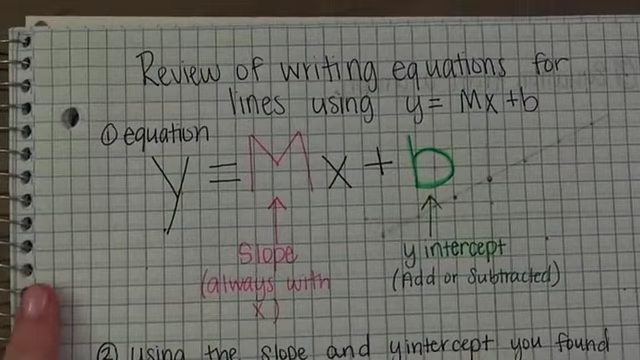 Review of writing equations for
lines using y = Mx + b
① equation
y = Mx + b
Slope
(always with
x)
y intercept
(Add or Subtracted)
② using the slope and y intercept you found